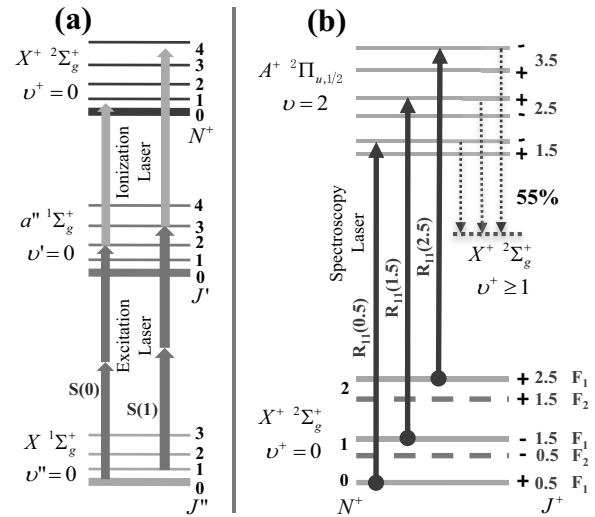 (a)
X⁺ ²Σg⁺
υ⁺ = 0
4
3
2
1
0
N⁺
Ionization
Laser
a" ¹Σg⁺
υ' = 0
4
3
2
1
0
J'
Excitation
Laser
S(0)
S(1)
X ¹Σg⁺
υ" = 0
3
2
1
0
J"
(b)
A⁺ ²Πu,1/2
υ = 2
- 3.5
+
+ 2.5
-
- 1.5
+
55%
X⁺ ²Σg⁺
υ⁺ ≥ 1
Spectroscopy
Laser
R₁₁(0.5)
R₁₁(1.5)
R₁₁(2.5)
X⁺ ²Σg⁺
υ⁺ = 0
2 + 2.5 F₁
+ 1.5 F₂
1 - 1.5 F₁
- 0.5 F₂
0 + 0.5 F₁
N⁺ J⁺